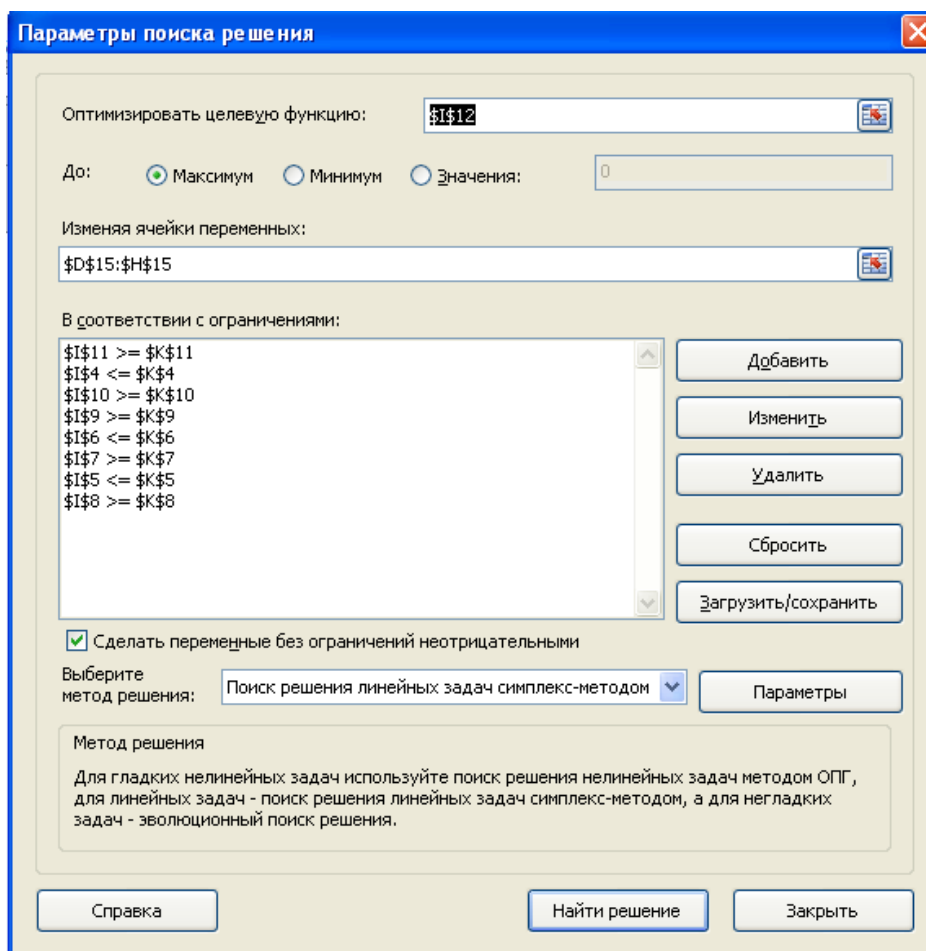 Параметры поиска решения
Оптимизировать целевую функцию:
$I$12
До:
Максимум
Минимум
Значения:
0
Изменяя ячейки переменных:
$D$15:$H$15
В соответствии с ограничениями:
$I$11 >= $K$11
$I$4 <= $K$4
$I$10 >= $K$10
$I$9 >= $K$9
$I$6 <= $K$6
$I$7 >= $K$7
$I$5 <= $K$5
$I$8 >= $K$8
Добавить
Изменить
Удалить
Сбросить
Загрузить/сохранить
Сделать переменные без ограничений неотрицательными
Выберите
метод решения:
Поиск решения линейных задач симплекс-методом
Параметры
Метод решения
Для гладких нелинейных задач используйте поиск решения нелинейных задач методом ОПГ,
для линейных задач - поиск решения линейных задач симплекс-методом, а для негладких
задач - эволюционный поиск решения.
Справка
Найти решение
Закрыть